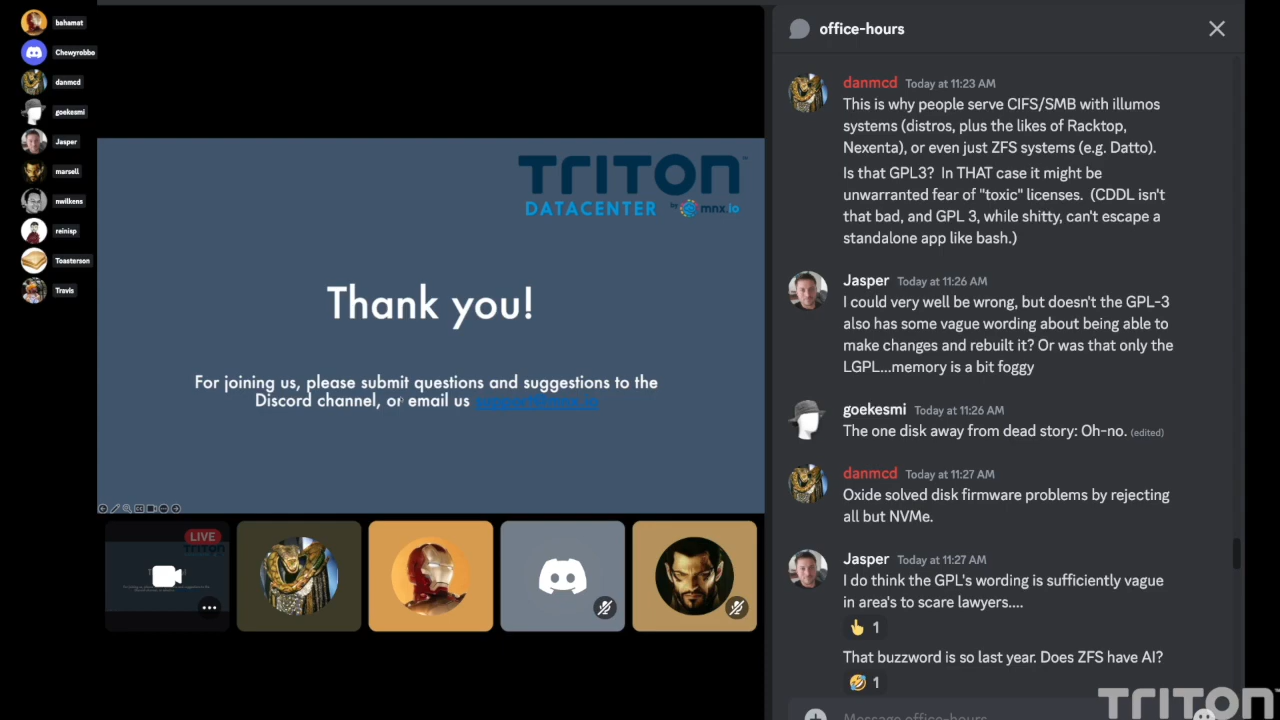 bahamat
Chewyrobbo
danmcd
goekesmi
Jasper
marsell
nwilkens
reinisp
Toasterson
Travis
TRITON
DATACENTER by mnx.io
Thank you!
For joining us, please submit questions and suggestions to the
Discord channel, or email us support@mnx.io
LIVE
office-hours
danmcd Today at 11:23 AM
This is why people serve CIFS/SMB with illumos
systems (distros, plus the likes of Racktop,
Nexenta), or even just ZFS systems (e.g. Datto).
Is that GPL3? In THAT case it might be
unwarranted fear of "toxic" licenses. (CDDL isn't
that bad, and GPL 3, while shitty, can't escape a
standalone app like bash.)
Jasper Today at 11:26 AM
I could very well be wrong, but doesn't the GPL-3
also has some vague wording about being able to
make changes and rebuilt it? Or was that only the
LGPL...memory is a bit foggy
goekesmi Today at 11:26 AM
The one disk away from dead story: Oh-no. (edited)
danmcd Today at 11:27 AM
Oxide solved disk firmware problems by rejecting
all but NVMe.
Jasper Today at 11:27 AM
I do think the GPL's wording is sufficiently vague
in area's to scare lawyers....
1
That buzzword is so last year. Does ZFS have AI?
1
Message office-hours
TRITON